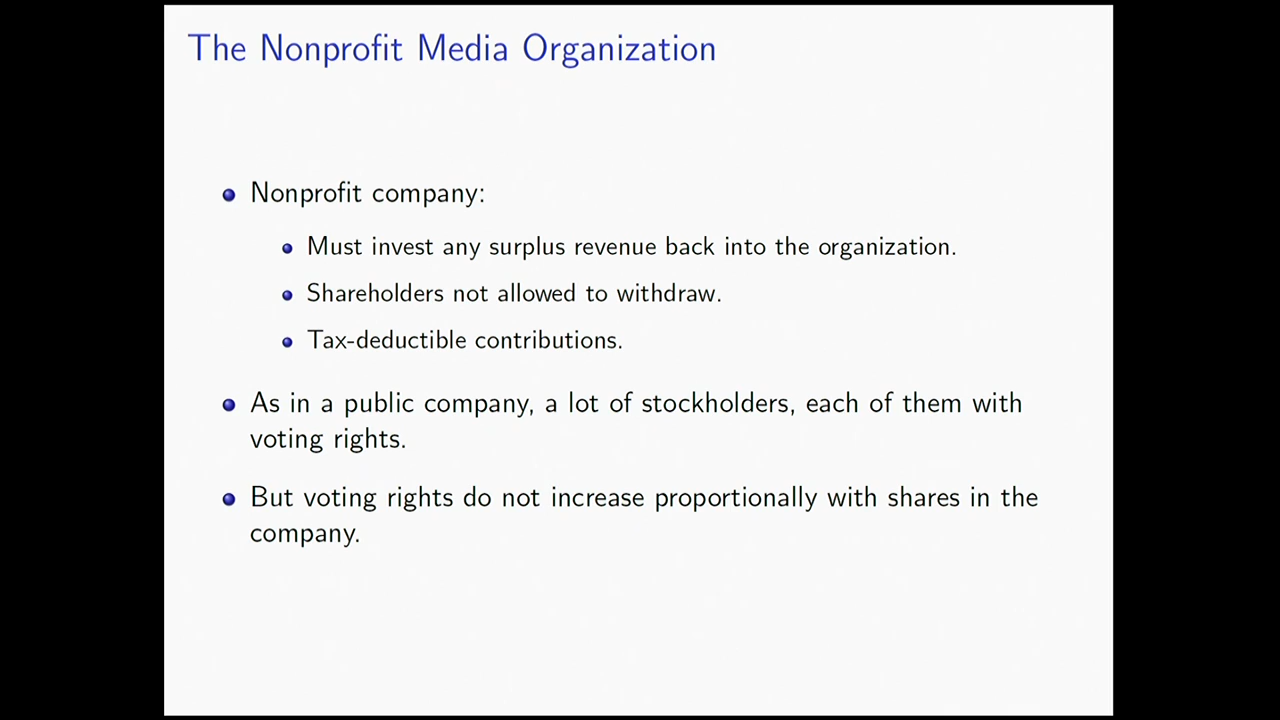 The Nonprofit Media Organization
Nonprofit company:
Must invest any surplus revenue back into the organization.
Shareholders not allowed to withdraw.
Tax-deductible contributions.
As in a public company, a lot of stockholders, each of them with
voting rights.
But voting rights do not increase proportionally with shares in the
company.